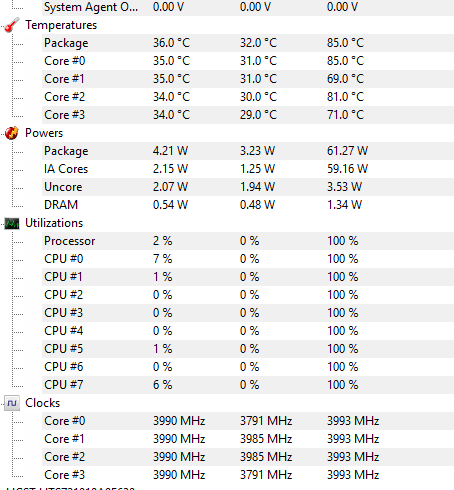 System Agent O... 0.00 V 0.00 V 0.00 V
Temperatures
Package 36.0 °C 32.0 °C 85.0 °C
Core #0 35.0 °C 31.0 °C 85.0 °C
Core #1 35.0 °C 31.0 °C 69.0 °C
Core #2 34.0 °C 30.0 °C 81.0 °C
Core #3 34.0 °C 29.0 °C 71.0 °C
Powers
Package 4.21 W 3.23 W 61.27 W
IA Cores 2.15 W 1.25 W 59.16 W
Uncore 2.07 W 1.94 W 3.53 W
DRAM 0.54 W 0.48 W 1.34 W
Utilizations
Processor 2 % 0 % 100 %
CPU #0 7 % 0 % 100 %
CPU #1 1 % 0 % 100 %
CPU #2 0 % 0 % 100 %
CPU #3 0 % 0 % 100 %
CPU #4 0 % 0 % 100 %
CPU #5 1 % 0 % 100 %
CPU #6 0 % 0 % 100 %
CPU #7 6 % 0 % 100 %
Clocks
Core #0 3990 MHz 3791 MHz 3993 MHz
Core #1 3990 MHz 3985 MHz 3993 MHz
Core #2 3990 MHz 3985 MHz 3993 MHz
Core #3 3990 MHz 3791 MHz 3993 MHz